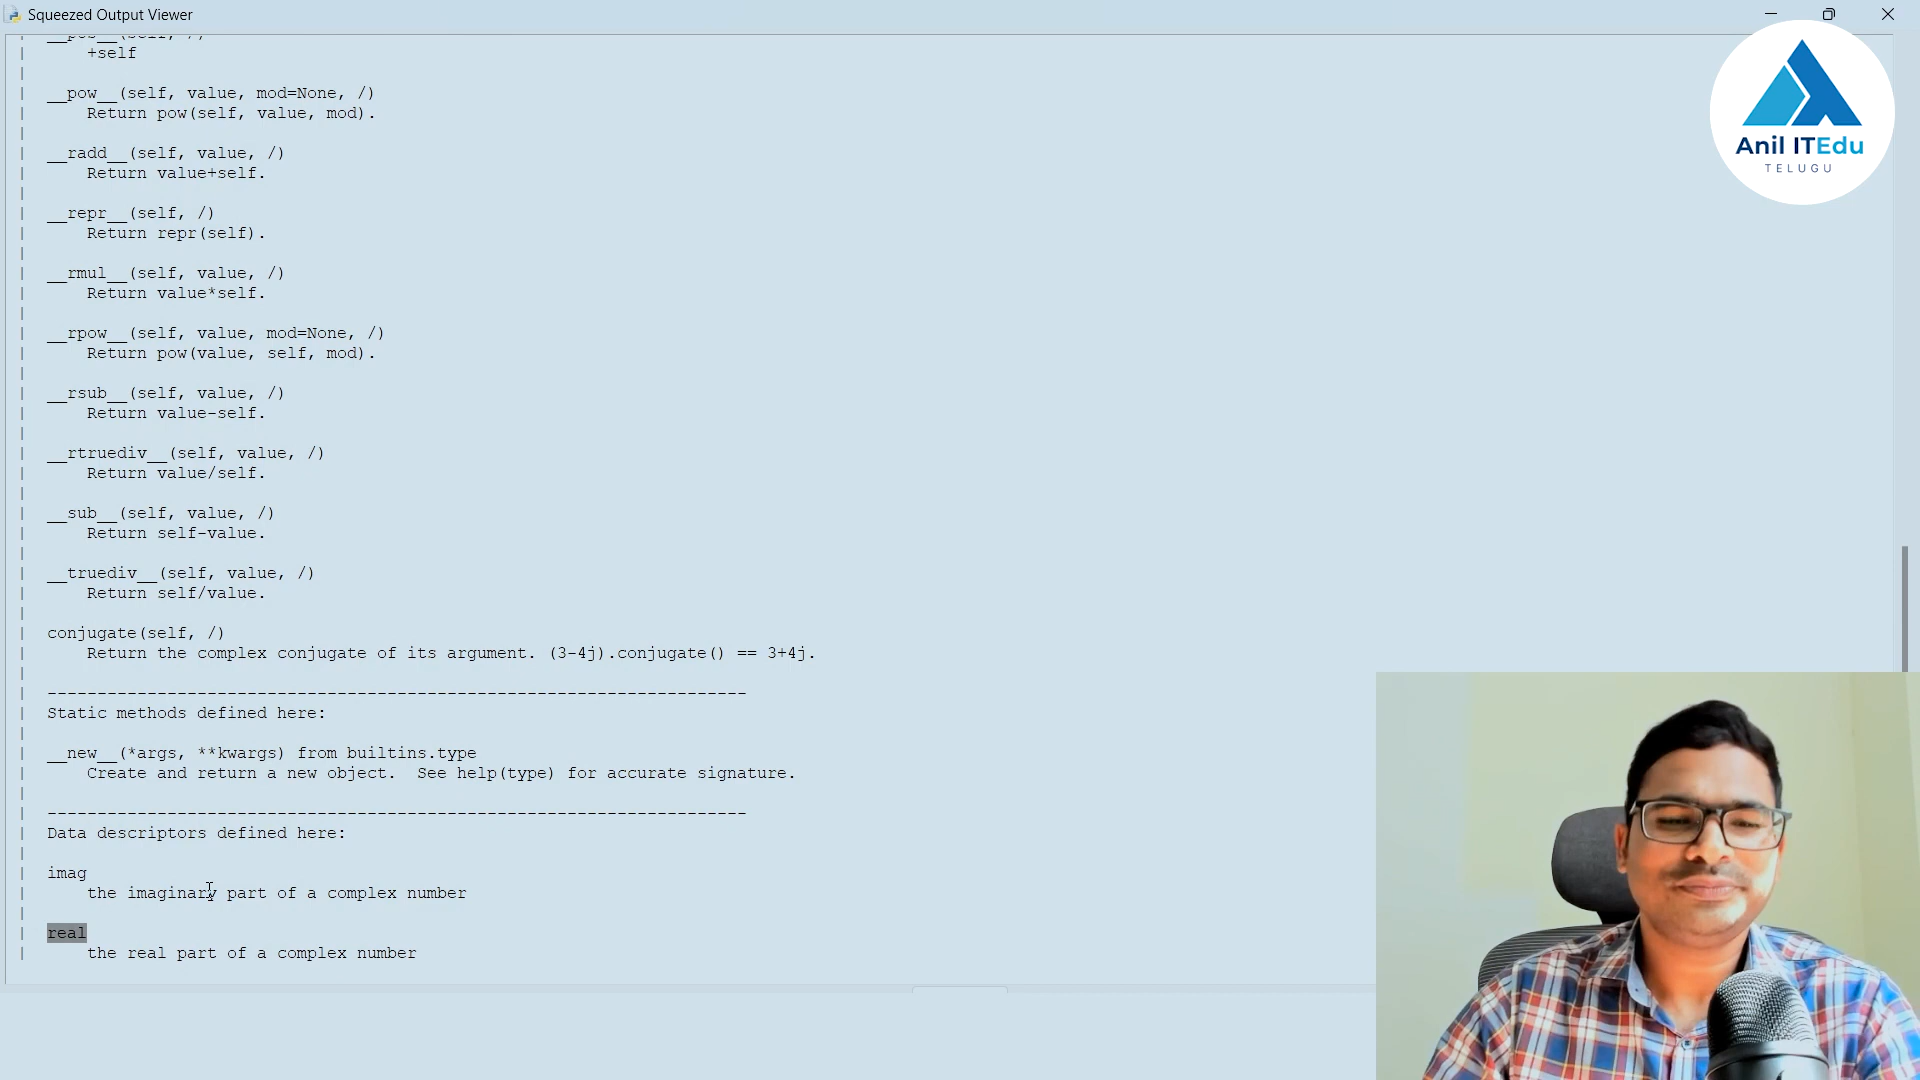 Squeezed Output Viewer
__pos__(self, /)
+self
__pow__(self, value, mod=None, /)
Return pow(self, value, mod).
__radd__(self, value, /)
Return value+self.
__repr__(self, /)
Return repr(self).
__rmul__(self, value, /)
Return value*self.
__rpow__(self, value, mod=None, /)
Return pow(value, self, mod).
__rsub__(self, value, /)
Return value-self.
__rtruediv__(self, value, /)
Return value/self.
__sub__(self, value, /)
Return self-value.
__truediv__(self, value, /)
Return self/value.
conjugate(self, /)
Return the complex conjugate of its argument. (3-4j).conjugate() == 3+4j.
----------------------------------------------------------------------
Static methods defined here:
__new__(*args, **kwargs) from builtins.type
Create and return a new object.  See help(type) for accurate signature.
----------------------------------------------------------------------
Data descriptors defined here:
imag
the imaginary part of a complex number
real
the real part of a complex number
Anil ITEdu
TELUGU